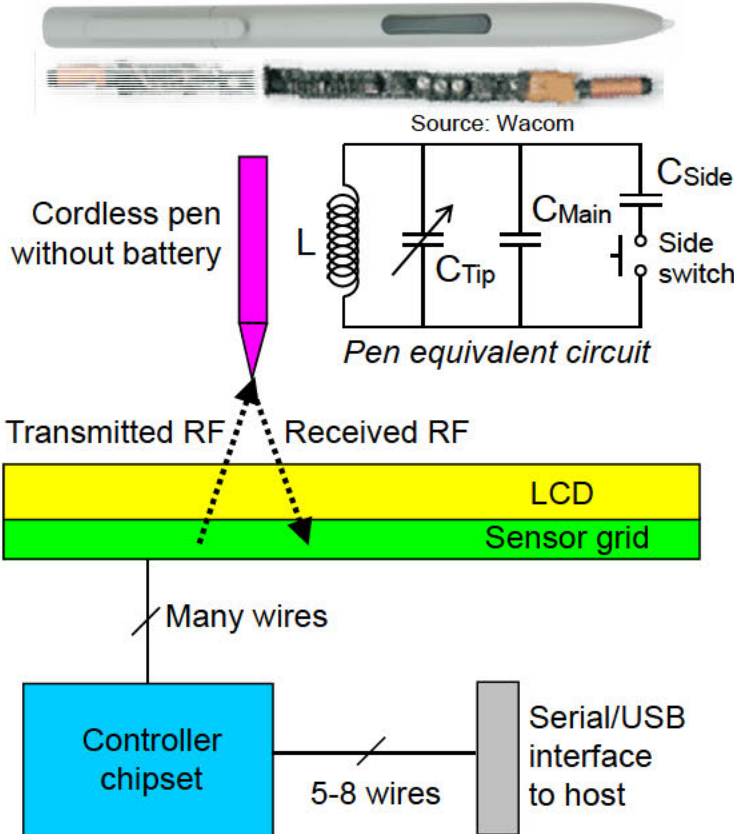 Source: Wacom
Cordless pen
without battery
L
CTip
CMain
CSide
Side
switch
Pen equivalent circuit
Transmitted RF
Received RF
LCD
Sensor grid
Many wires
Controller
chipset
5-8 wires
Serial/USB
interface
to host